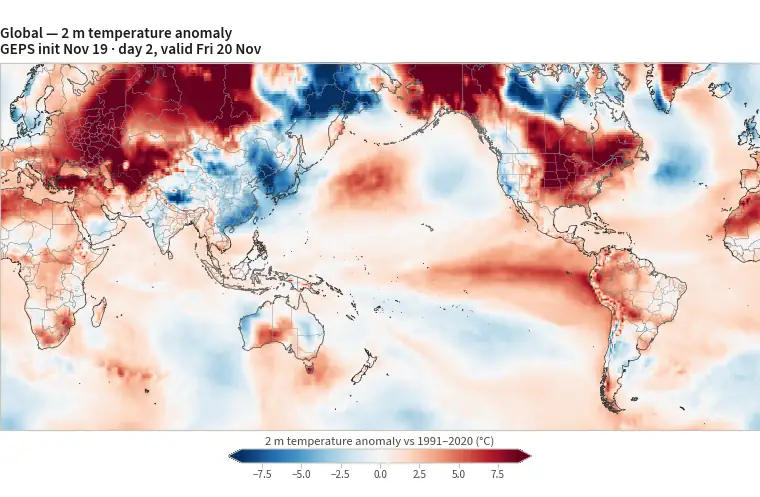 Global — 2 m temperature anomaly
GEPS init Nov 19 · day 2, valid Fri 20 Nov
2 m temperature anomaly vs 1991–2020 (°C)
−7.5 −5.0 −2.5 0.0 2.5 5.0 7.5